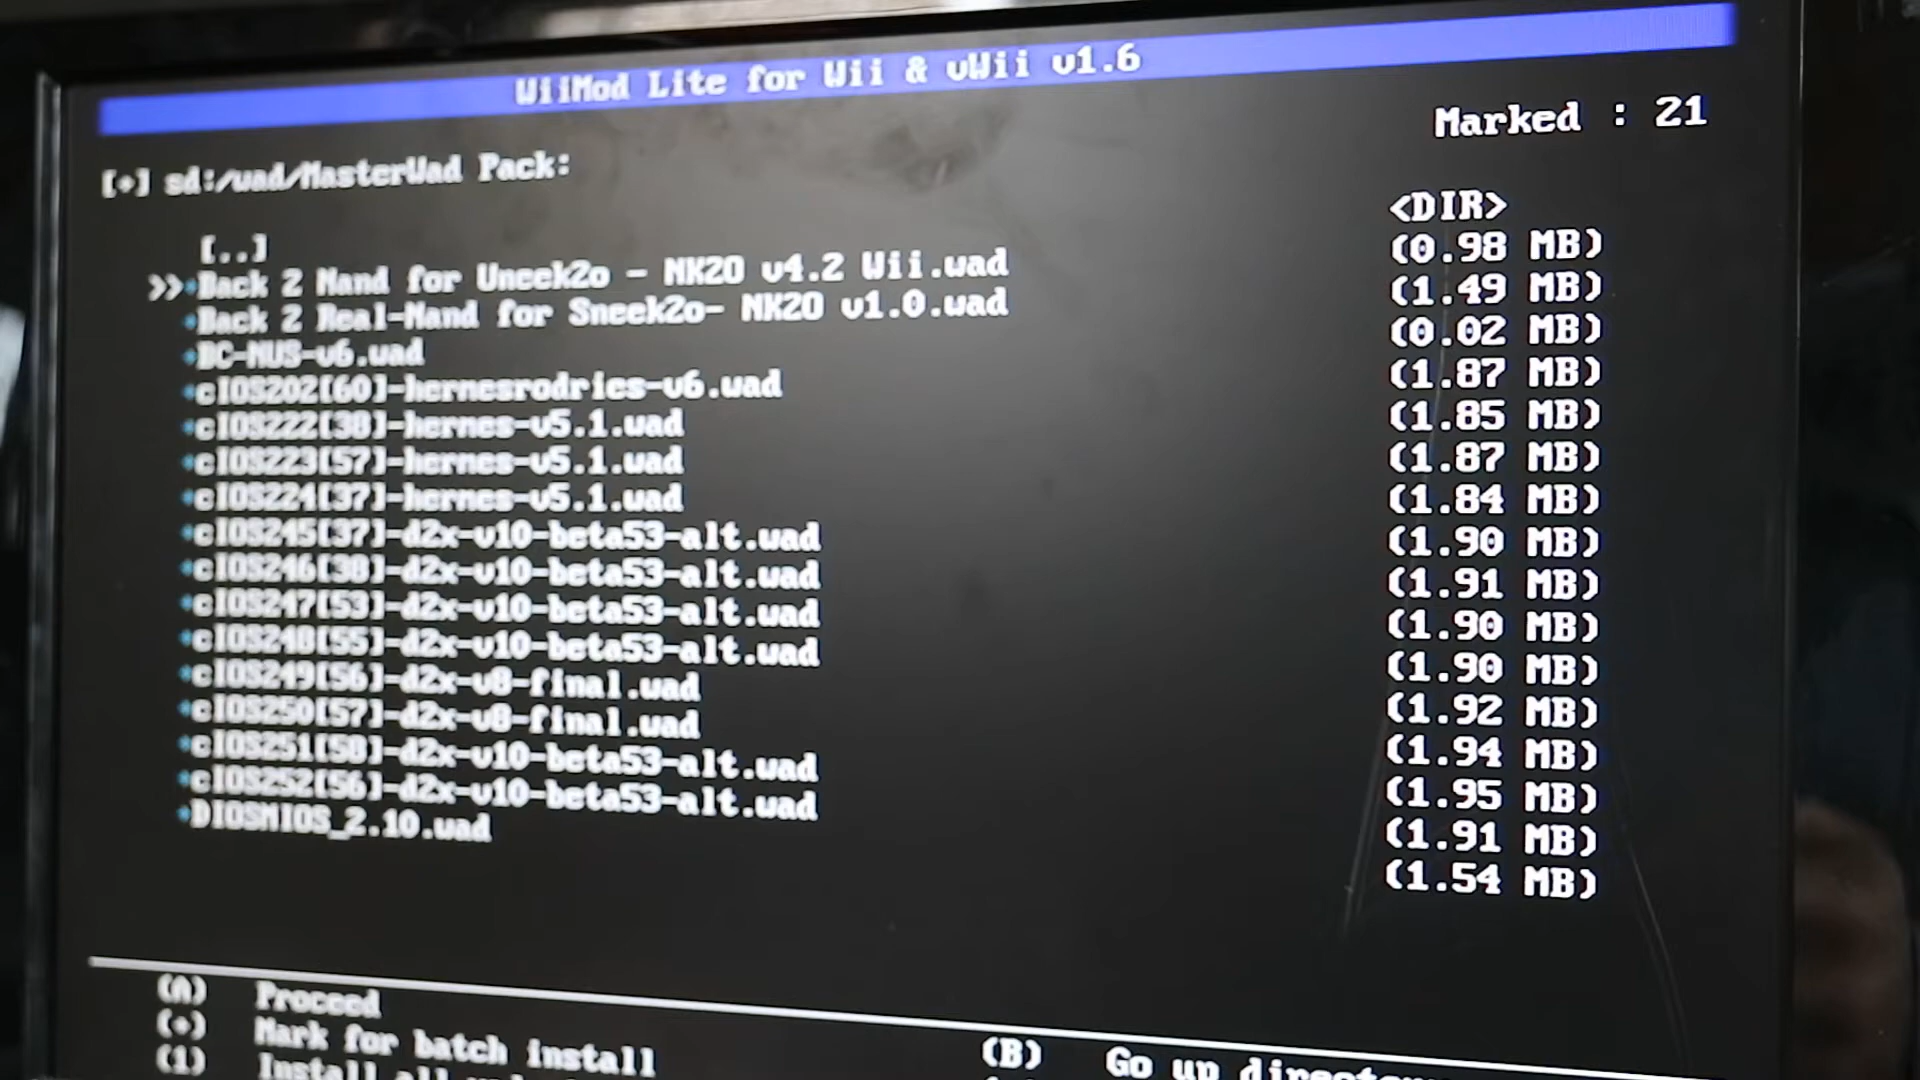 WiiMod Lite for Wii & vWii v1.6
Marked : 21
[+] sd:/wad/MasterWad Pack:
[..] <DIR>
>>+Back 2 Nand for Uneek2o - NK2O v4.2 Wii.wad (0.98 MB)
+Back 2 Real-Nand for Sneek2o- NK2O v1.0.wad (1.49 MB)
+BC-NUS-v6.wad (0.02 MB)
+cIOS202[60]-hermesrodries-v6.wad (1.87 MB)
+cIOS222[38]-hermes-v5.1.wad (1.85 MB)
+cIOS223[57]-hermes-v5.1.wad (1.87 MB)
+cIOS224[37]-hermes-v5.1.wad (1.84 MB)
+cIOS245[37]-d2x-v10-beta53-alt.wad (1.90 MB)
+cIOS246[38]-d2x-v10-beta53-alt.wad (1.91 MB)
+cIOS247[53]-d2x-v10-beta53-alt.wad (1.90 MB)
+cIOS248[55]-d2x-v10-beta53-alt.wad (1.90 MB)
+cIOS249[56]-d2x-v8-final.wad (1.92 MB)
+cIOS250[57]-d2x-v8-final.wad (1.94 MB)
+cIOS251[58]-d2x-v10-beta53-alt.wad (1.95 MB)
+cIOS252[56]-d2x-v10-beta53-alt.wad (1.91 MB)
+DIOSMIOS_2.10.wad (1.54 MB)
(A) Proceed
(+) Mark for batch install (B) Go up directory
(1) Install all